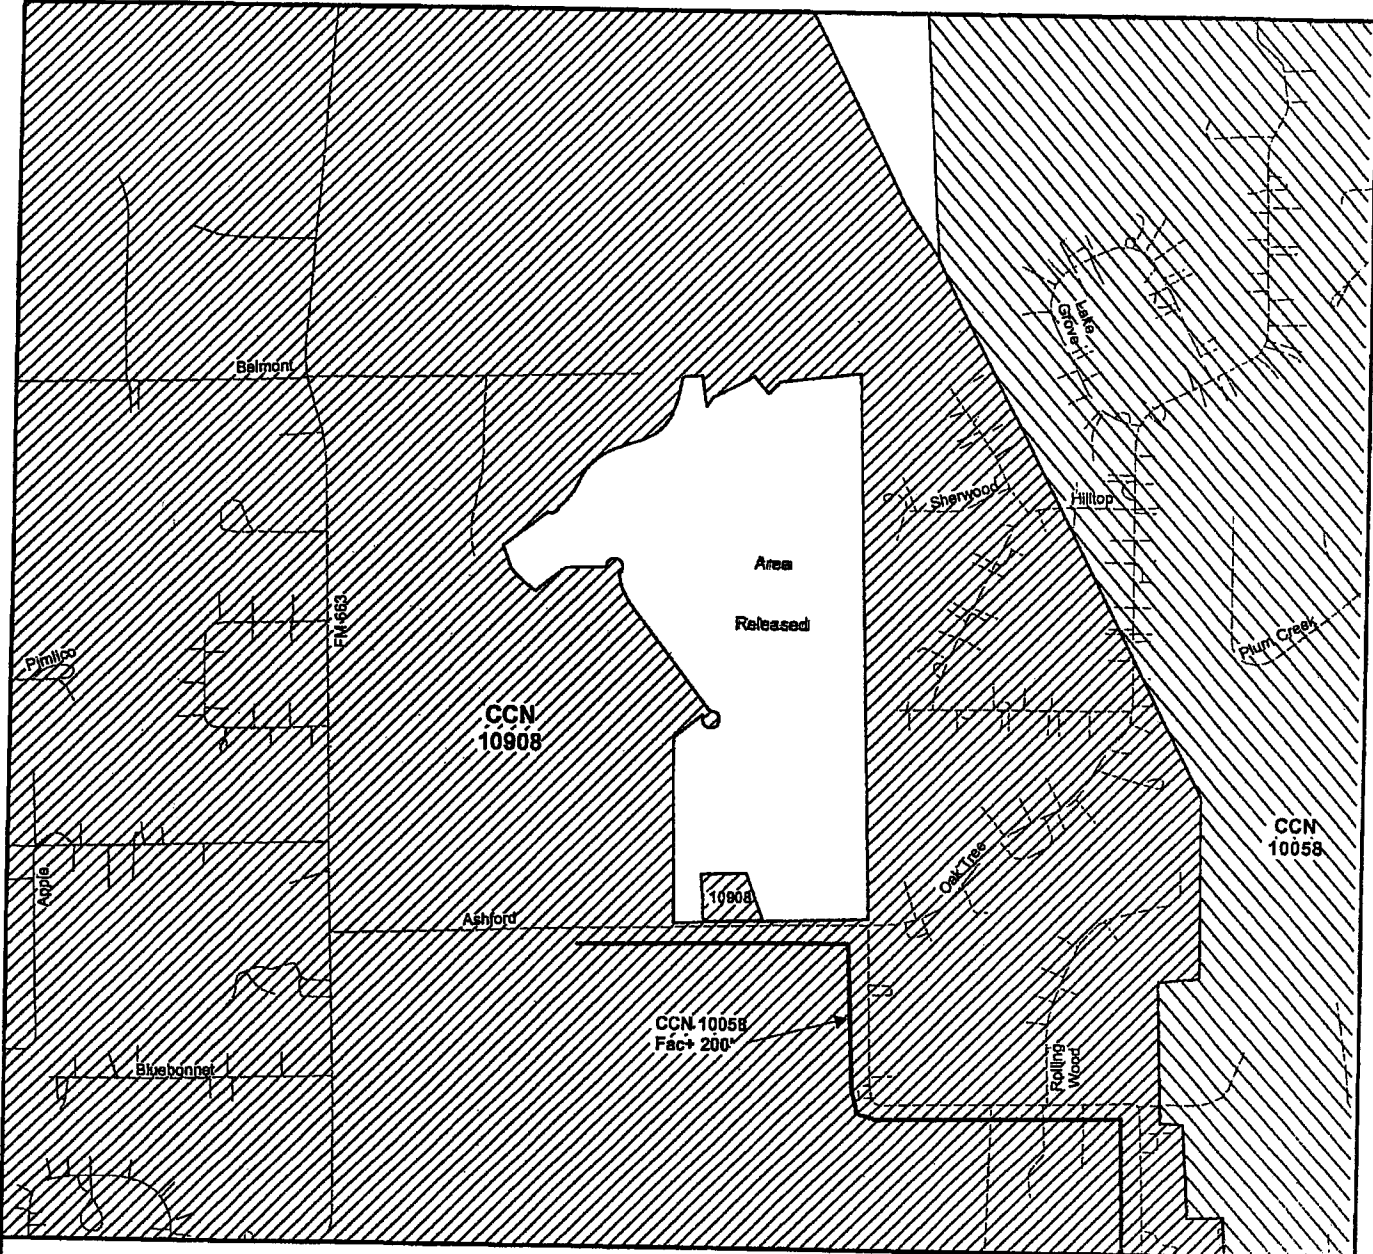 Belmont
Lake
Grove
Sherwood
Hilltop
Area
Released
FM 663
Plum Creek
Pimlico
CCN
10908
CCN
10058
Oak Tree
Apple
10908
Ashford
CCN 10058
Fac+ 200'
Rolling
Wood
Bluebonnet